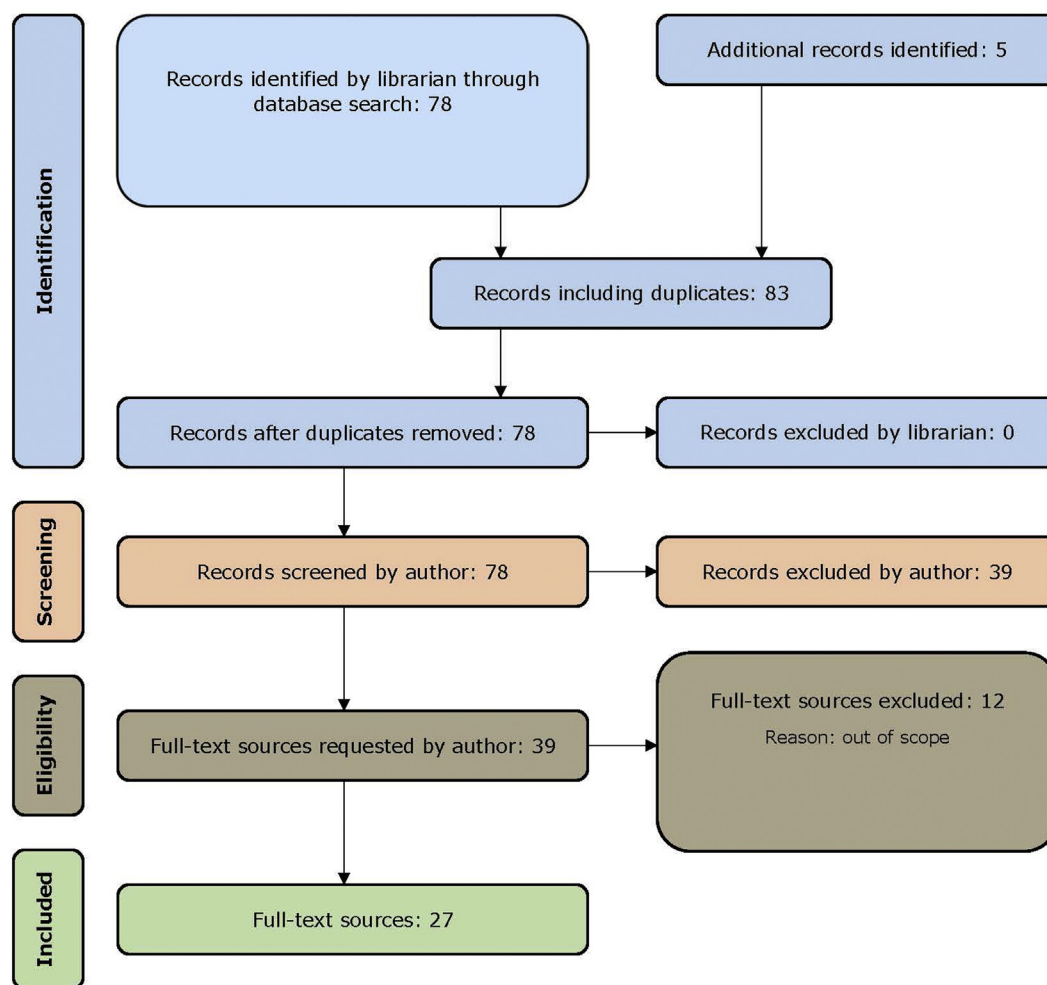 Identification
Records identified by librarian through
database search: 78
Additional records identified: 5
Records including duplicates: 83
Records after duplicates removed: 78
Records excluded by librarian: 0
Screening
Records screened by author: 78
Records excluded by author: 39
Eligibility
Full-text sources requested by author: 39
Full-text sources excluded: 12
Reason: out of scope
Included
Full-text sources: 27